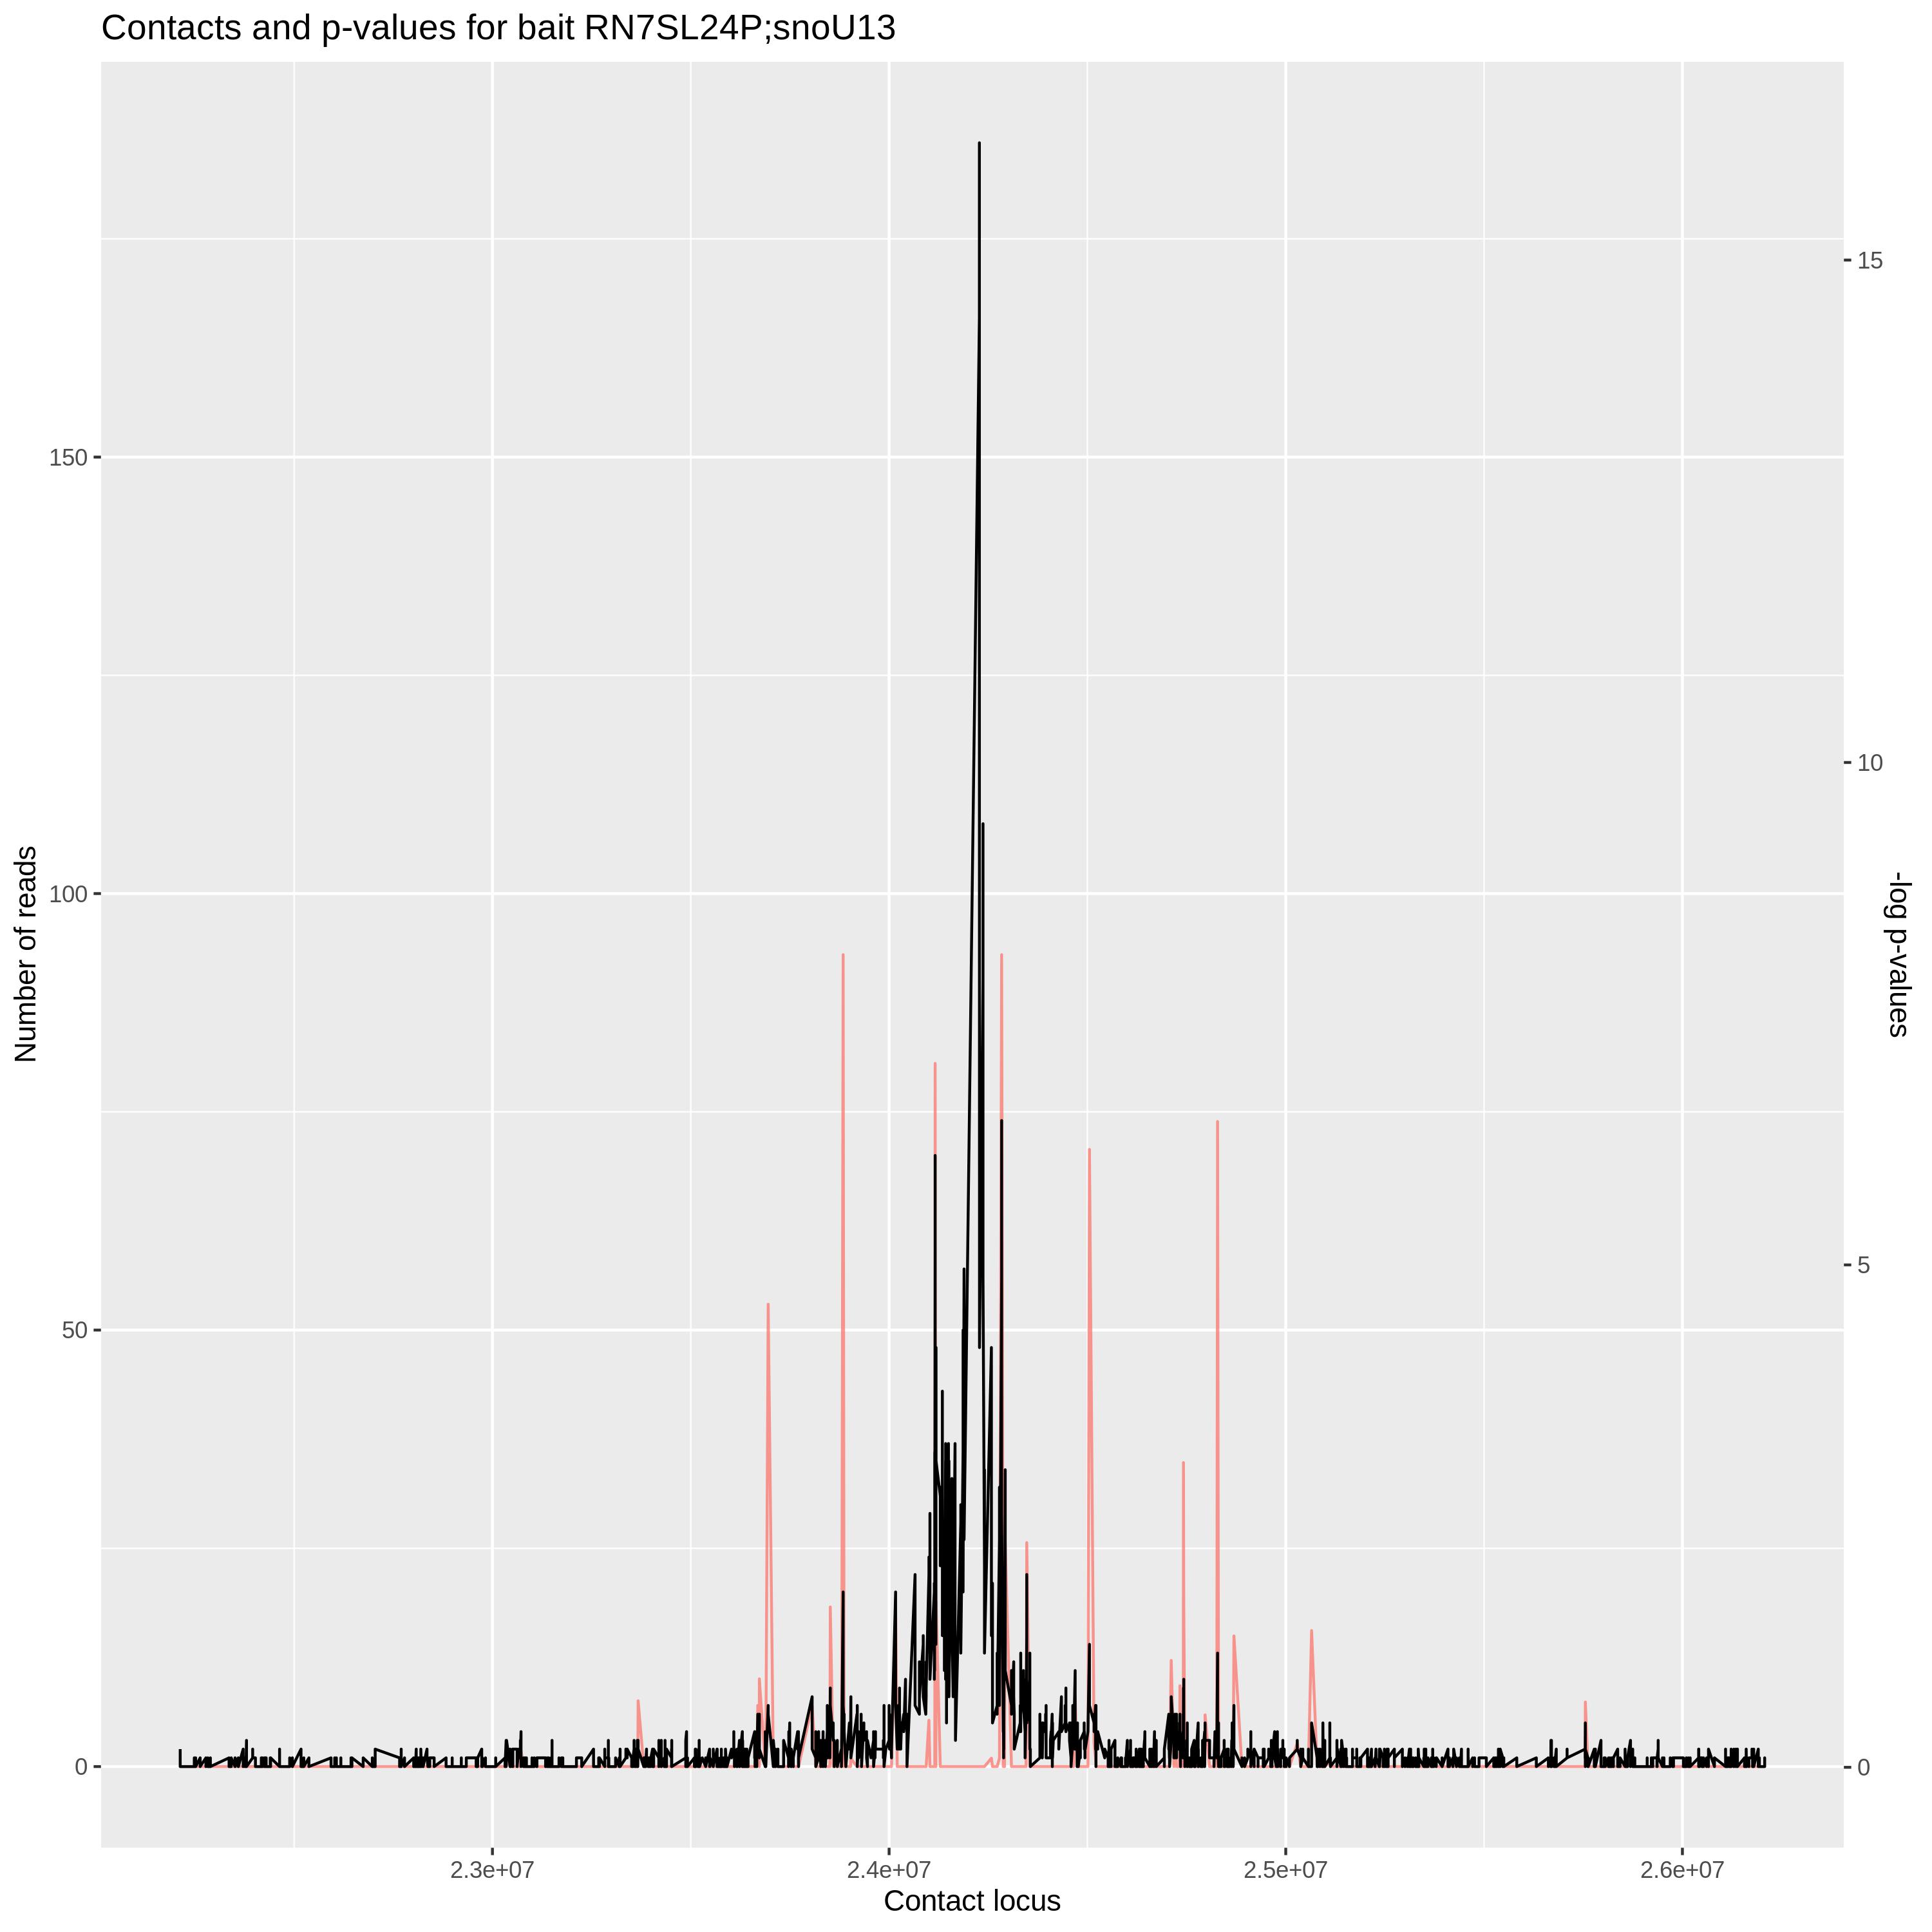 Contacts and p-values for bait RN7SL24P;snoU13
150
100
50
0
Number of reads
15
10
5
0
-log p-values
2.3e+07
2.4e+07
2.5e+07
2.6e+07
Contact locus